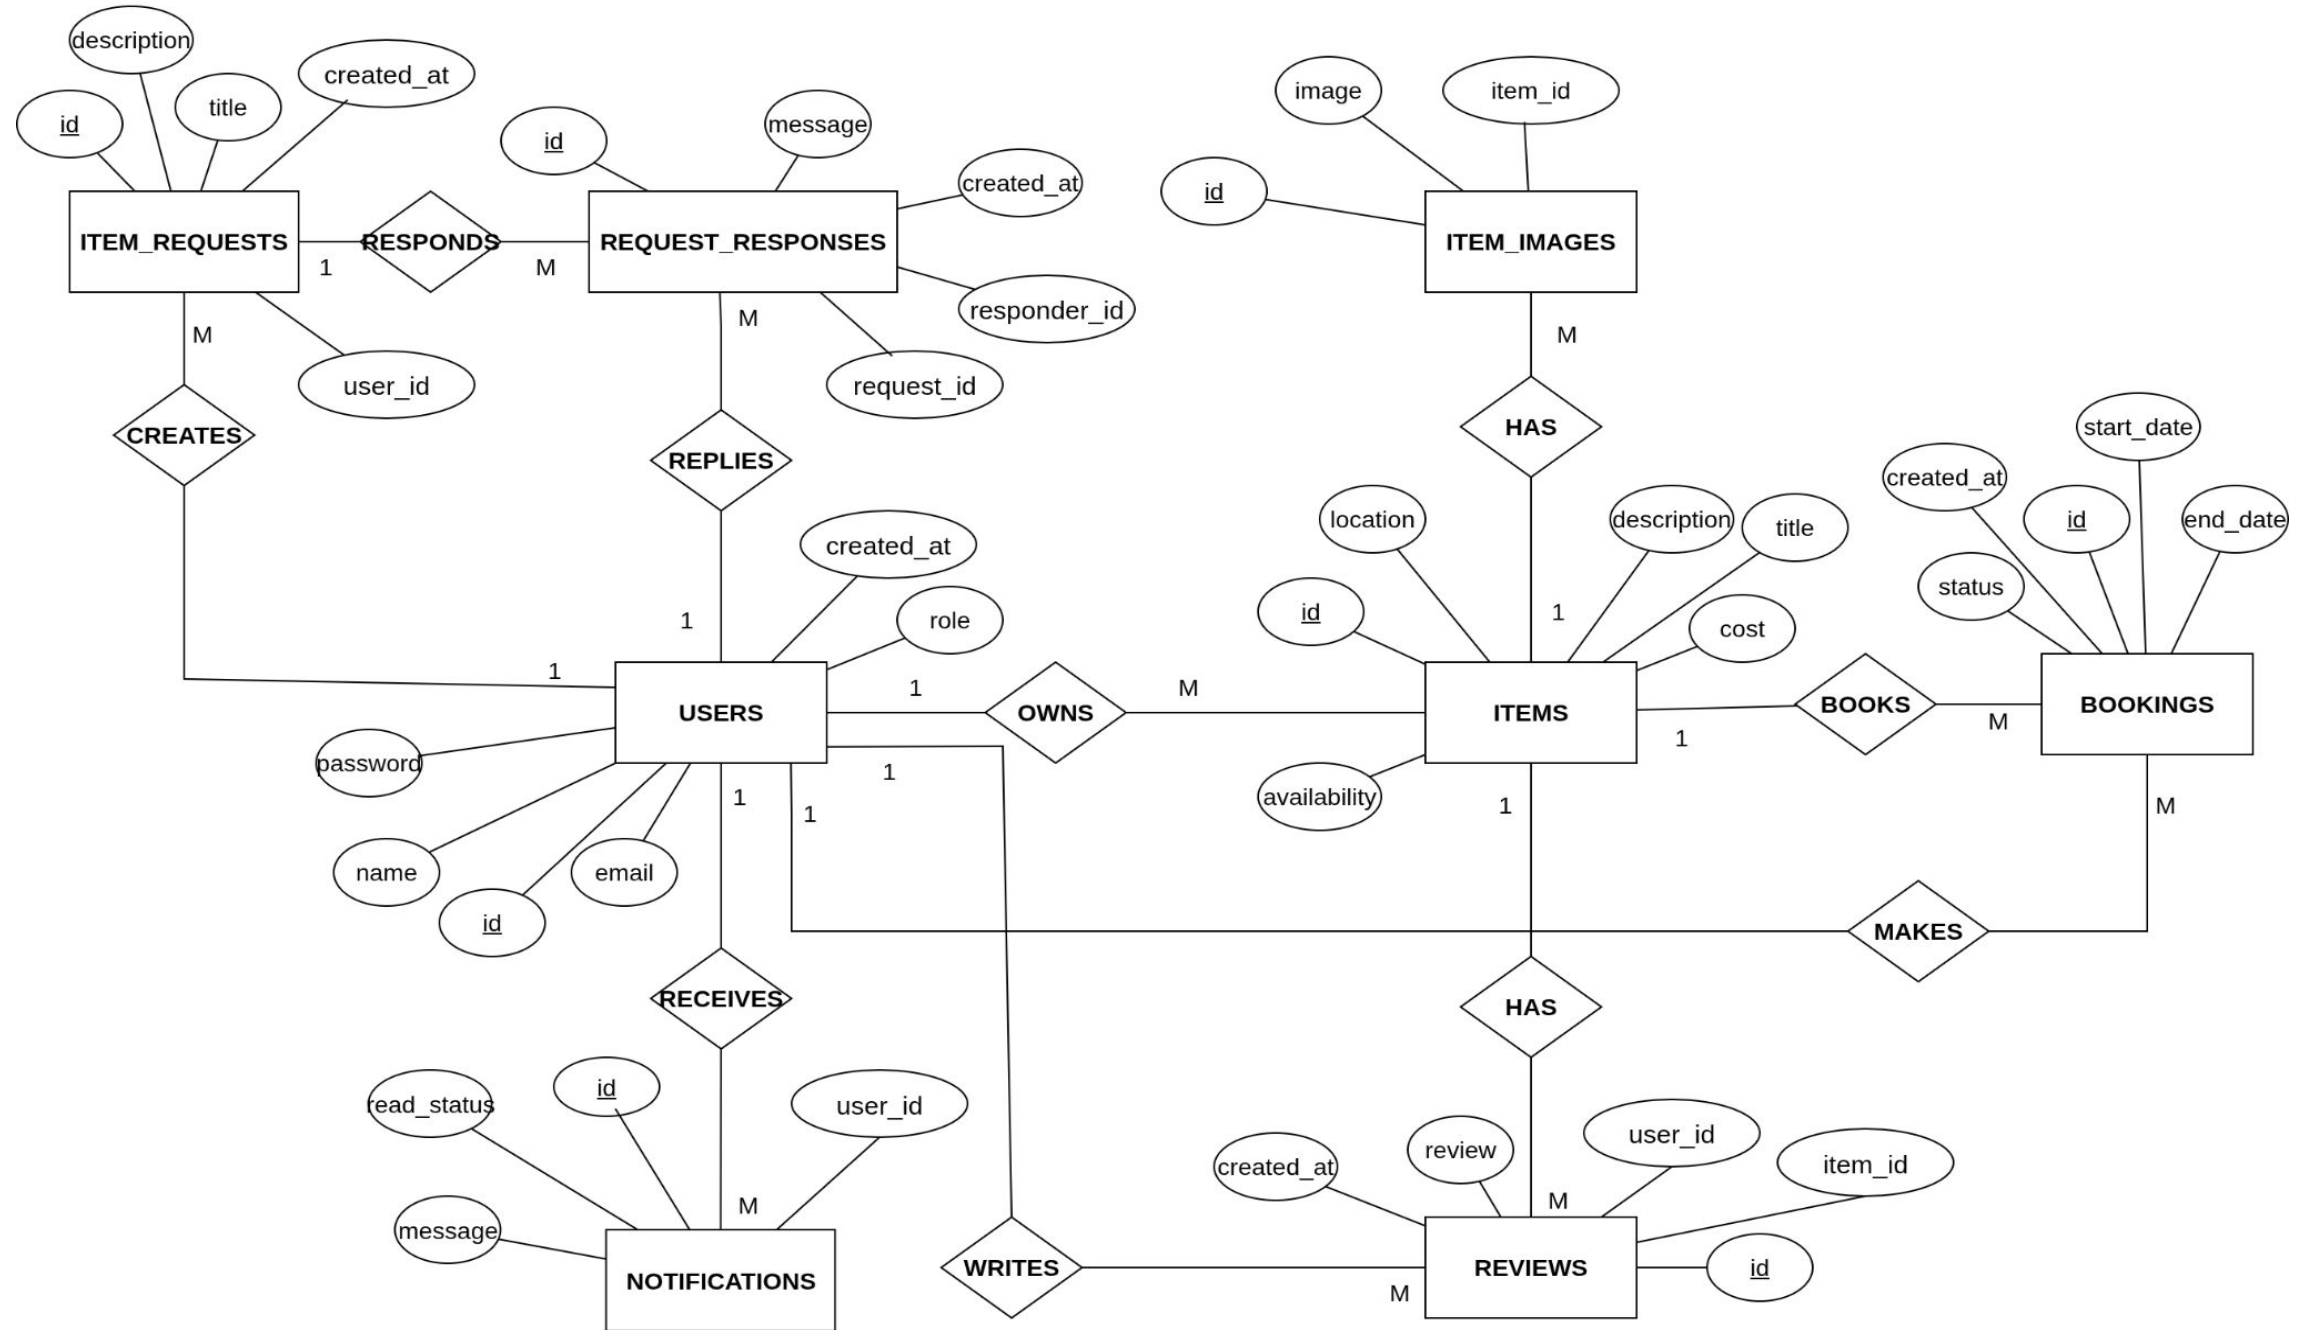 description
created_at
title
id
id
message
created_at
image
item_id
id
ITEM_REQUESTS
RESPONDS
REQUEST_RESPONSES
ITEM_IMAGES
1
M
responder_id
M
M
M
user_id
request_id
CREATES
REPLIES
HAS
start_date
created_at
location
description
title
id
end_date
created_at
status
id
1
role
1
cost
1
1
M
USERS
OWNS
ITEMS
BOOKS
BOOKINGS
1
M
password
1
1
1
availability
1
M
name
email
id
MAKES
RECEIVES
HAS
read_status
id
user_id
message
M
created_at
review
user_id
item_id
M
NOTIFICATIONS
WRITES
REVIEWS
id
M